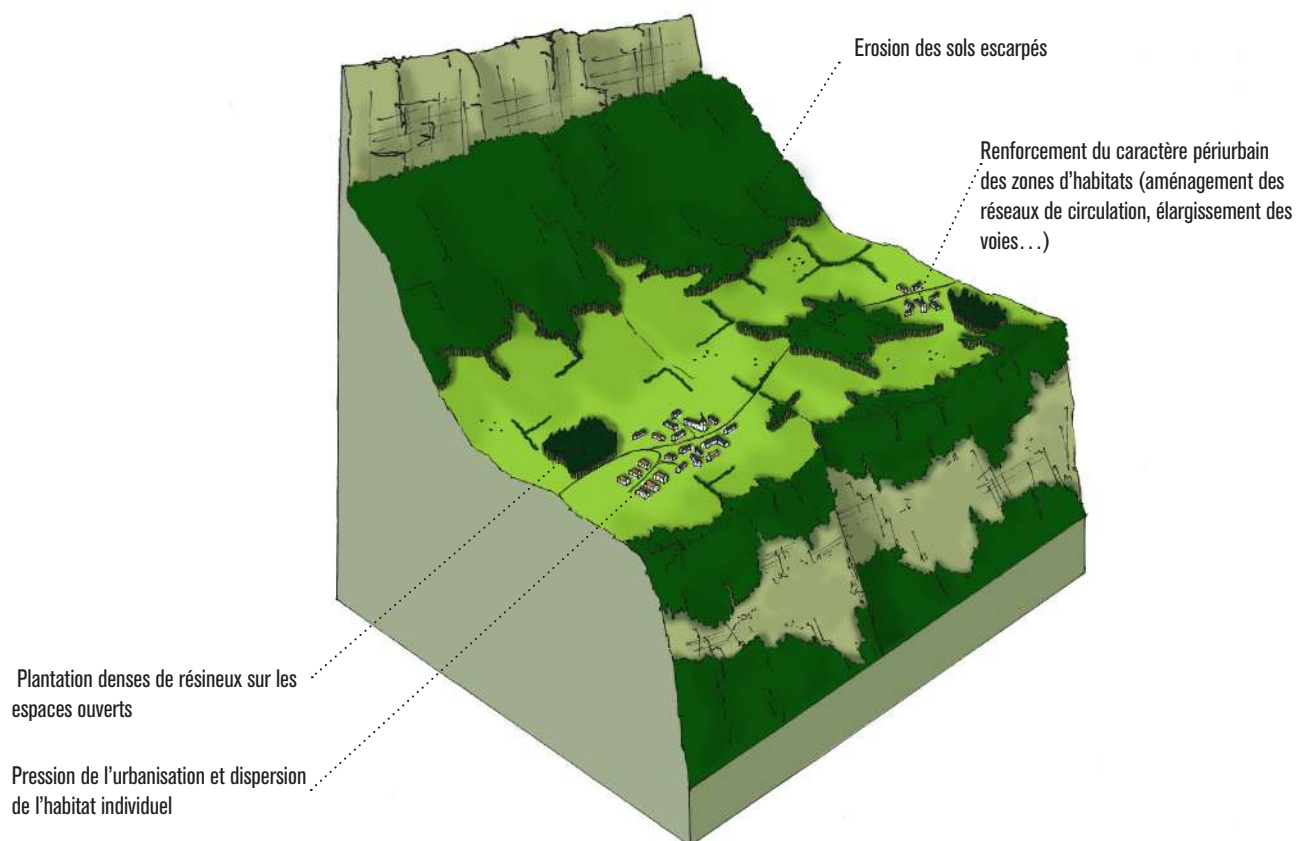 Erosion des sols escarpés
Renforcement du caractère périurbain
des zones d’habitats (aménagement des
réseaux de circulation, élargissement des
voies…)
Plantation denses de résineux sur les
espaces ouverts
Pression de l’urbanisation et dispersion
de l’habitat individuel